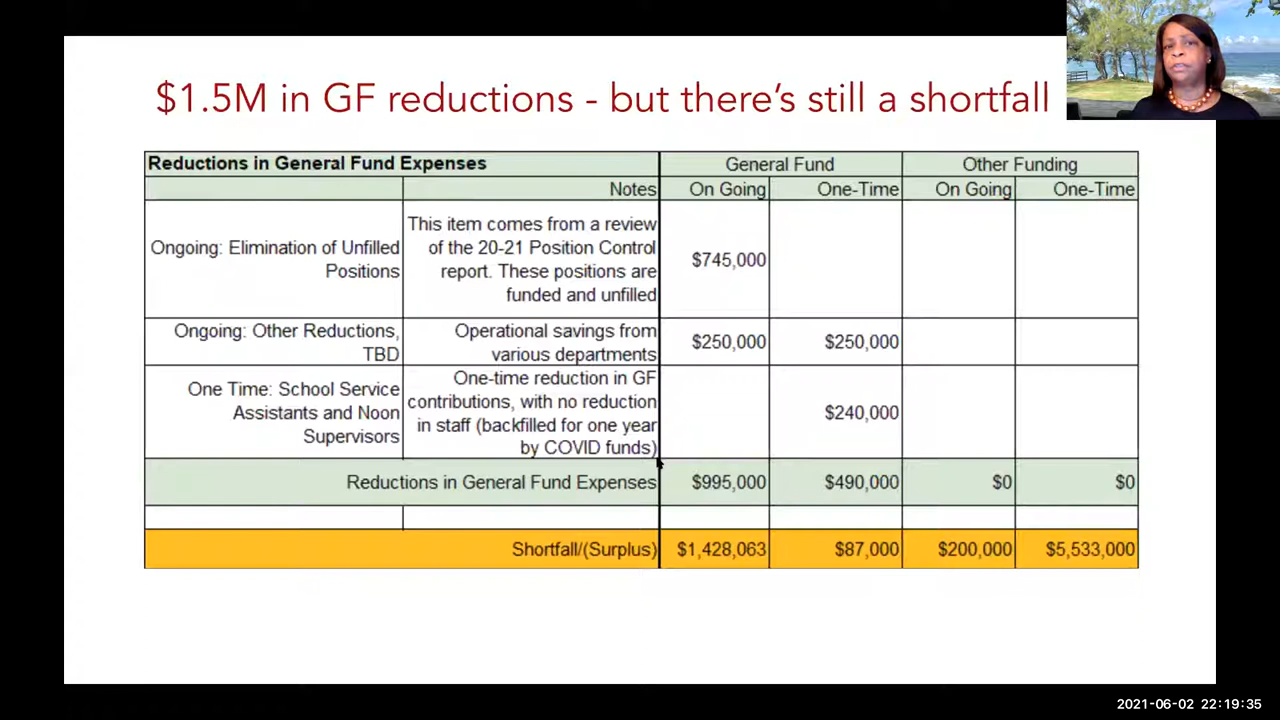 $1.5M in GF reductions - but there's still a shortfall
Reductions in General Fund Expenses
General Fund
Other Funding
Notes
On Going
One-Time
On Going
One-Time
Ongoing: Elimination of Unfilled
Positions
This item comes from a review
of the 20-21 Position Control
report. These positions are
funded and unfilled
$745,000
Ongoing: Other Reductions,
TBD
Operational savings from
various departments
$250,000
$250,000
One Time: School Service
Assistants and Noon
Supervisors
One-time reduction in GF
contributions, with no reduction
in staff (backfilled for one year
by COVID funds)
$240,000
Reductions in General Fund Expenses
$995,000
$490,000
$0
$0
Shortfall/(Surplus)
$1,428,063
$87,000
$200,000
$5,533,000
2021-06-02 22:19:35